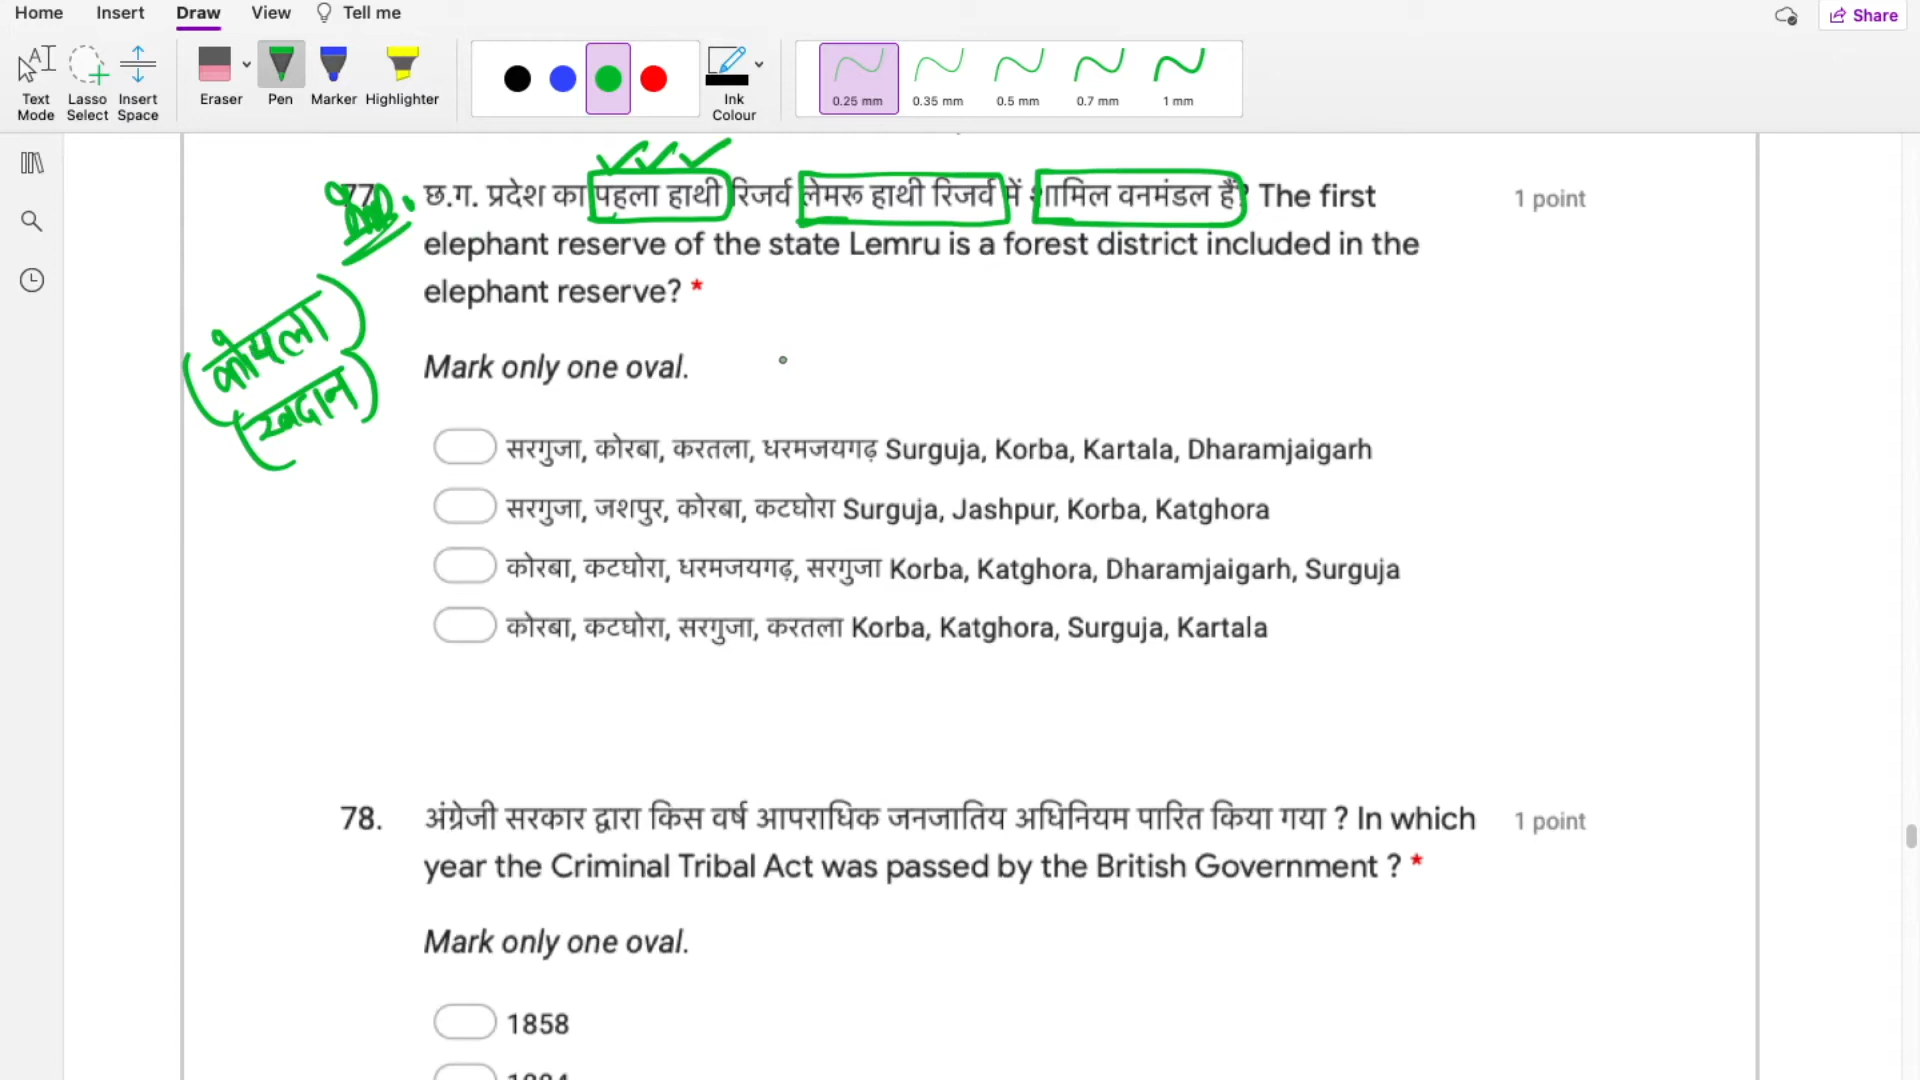 Home Insert Draw View Tell me Share
Text Mode Lasso Select Insert Space Eraser Pen Marker Highlighter Ink Colour 0.25 mm 0.35 mm 0.5 mm 0.7 mm 1 mm
77. छ.ग. प्रदेश का पहला हाथी रिजर्व लेमरू हाथी रिजर्व में शामिल वनमंडल हैं? The first 1 point
elephant reserve of the state Lemru is a forest district included in the
elephant reserve? *
कोयला
खदान
Mark only one oval.
सरगुजा, कोरबा, करतला, धरमजयगढ़ Surguja, Korba, Kartala, Dharamjaigarh
सरगुजा, जशपुर, कोरबा, कटघोरा Surguja, Jashpur, Korba, Katghora
कोरबा, कटघोरा, धरमजयगढ़, सरगुजा Korba, Katghora, Dharamjaigarh, Surguja
कोरबा, कटघोरा, सरगुजा, करतला Korba, Katghora, Surguja, Kartala
78. अंग्रेजी सरकार द्वारा किस वर्ष आपराधिक जनजातिय अधिनियम पारित किया गया ? In which 1 point
year the Criminal Tribal Act was passed by the British Government ? *
Mark only one oval.
1858